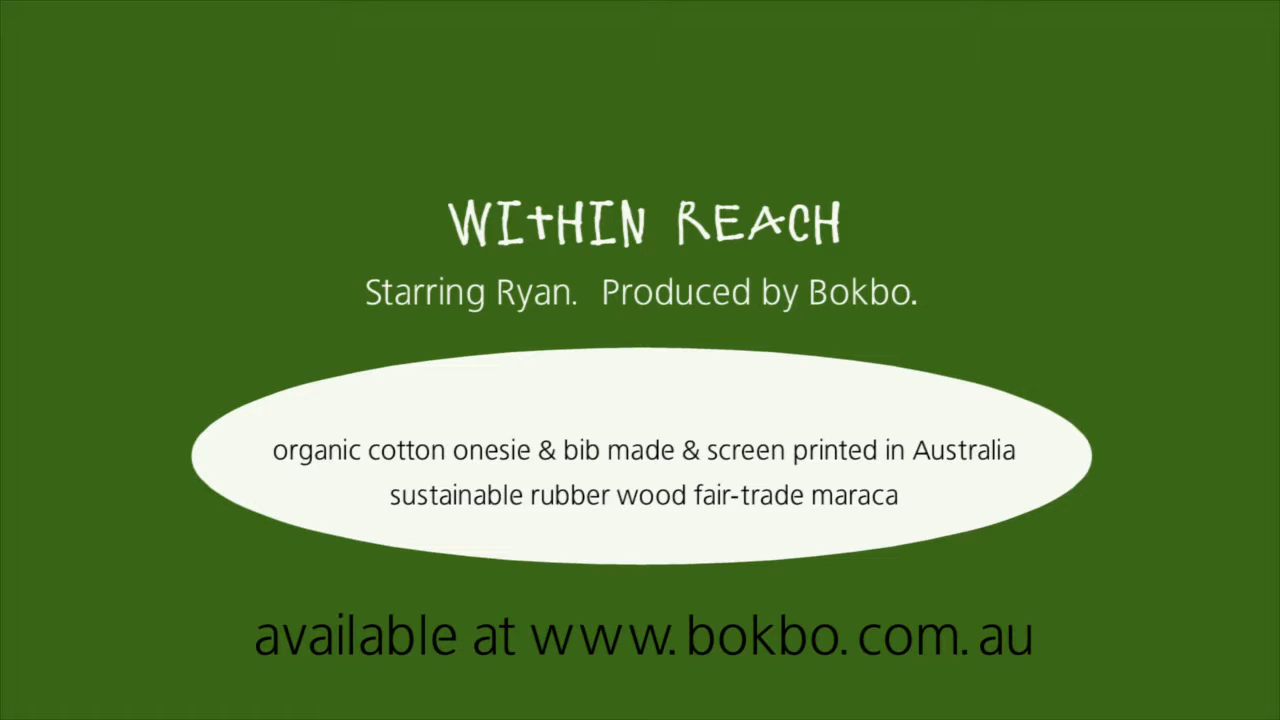 WItHIN REACH
Starring Ryan. Produced by Bokbo.
organic cotton onesie & bib made & screen printed in Australia
sustainable rubber wood fair-trade maraca
available at www.bokbo.com.au